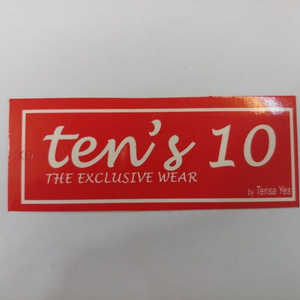 ten's 10
THE EXCLUSIVE WEAR
by Tensa Yes